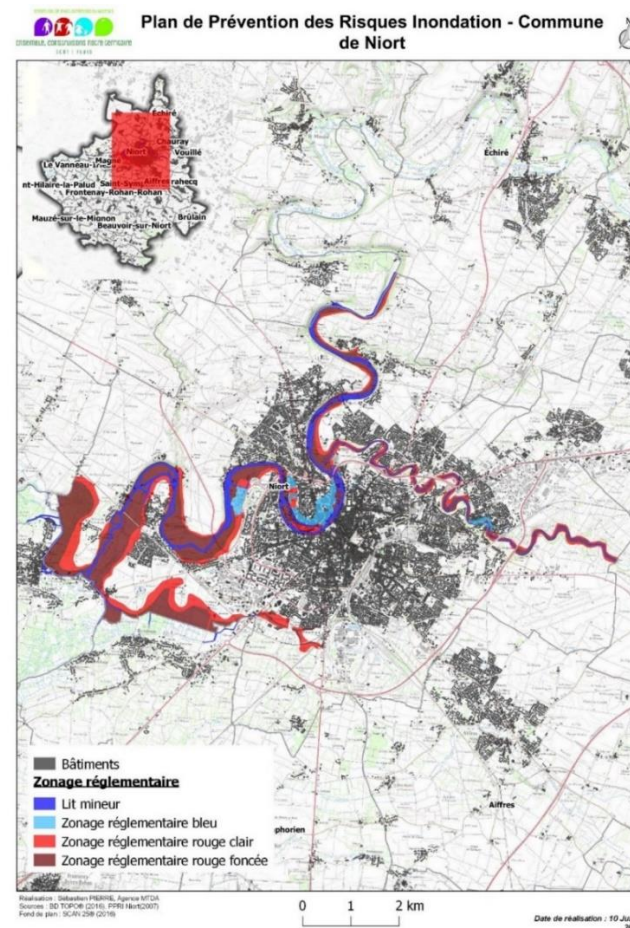 Plan de Prévention des Risques Inondation - Commune
de Niort
Échiré
Chauray
Niort
Vouillé
Le Vanneau-
nt-Hilaire-la-Palud
Frontenay-Rohan-Rohan
Mauzé-sur-le-Mignon
Brûlain
Beauvoir-sur-Niort
Échiré
Niort
Bâtiments
Zonage réglementaire
Lit mineur
Zonage réglementaire bleu
Zonage réglementaire rouge clair
Zonage réglementaire rouge foncée
Aiffres
phorien
Réalisation : Sébastien PIERRE, Agence MTDA
Sources : BD TOPO® (2016), PPRI Niort(2007)
Fond de plan : SCAN 25® (2016)
0 1 2 km
Date de réalisation : 10 Ju